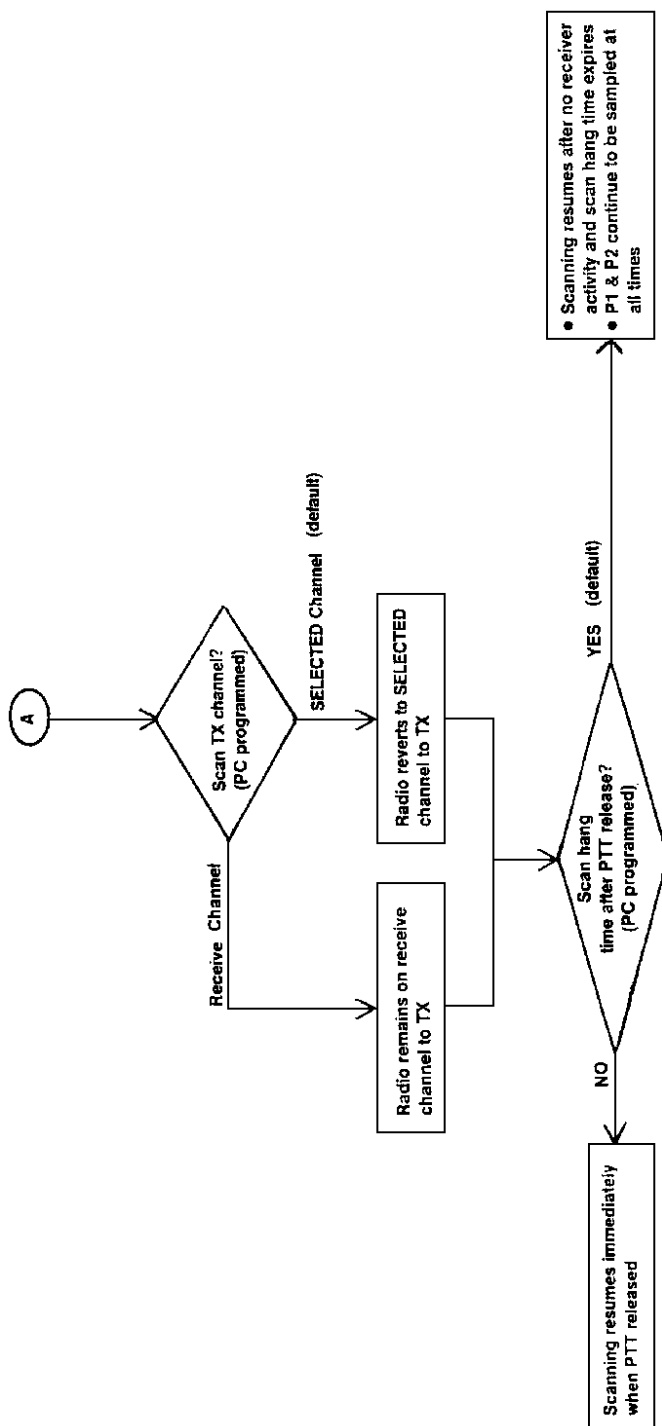 A
Scan TX channel?
(PC programmed)
Receive Channel
SELECTED Channel (default)
Radio remains on receive
channel to TX
Radio reverts to SELECTED
channel to TX
Scan hang
time after PTT release?
(PC programmed)
NO
YES (default)
Scanning resumes immediately
when PTT released
● Scanning resumes after no receiver
activity and scan hang time expires
● P1 & P2 continue to be sampled at
all times